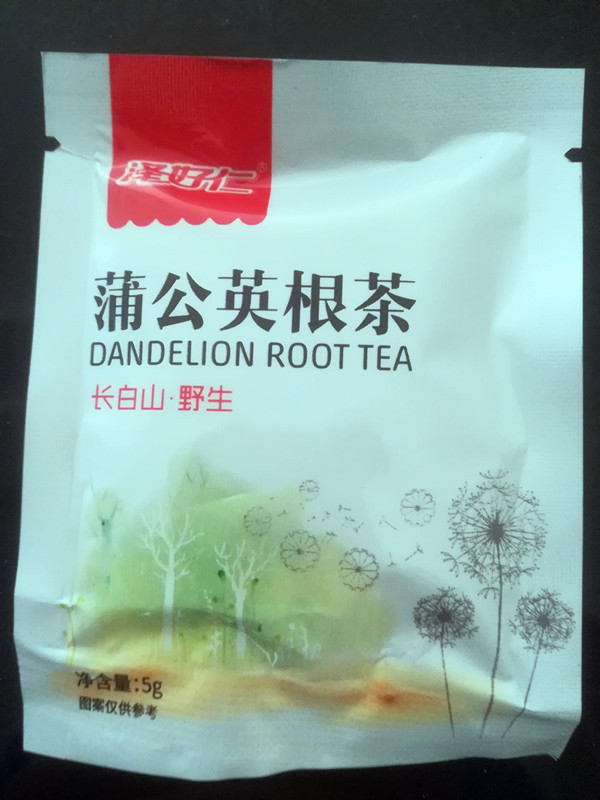 泽好仁®
蒲公英根茶
DANDELION ROOT TEA
长白山·野生
净含量:5g
图案仅供参考